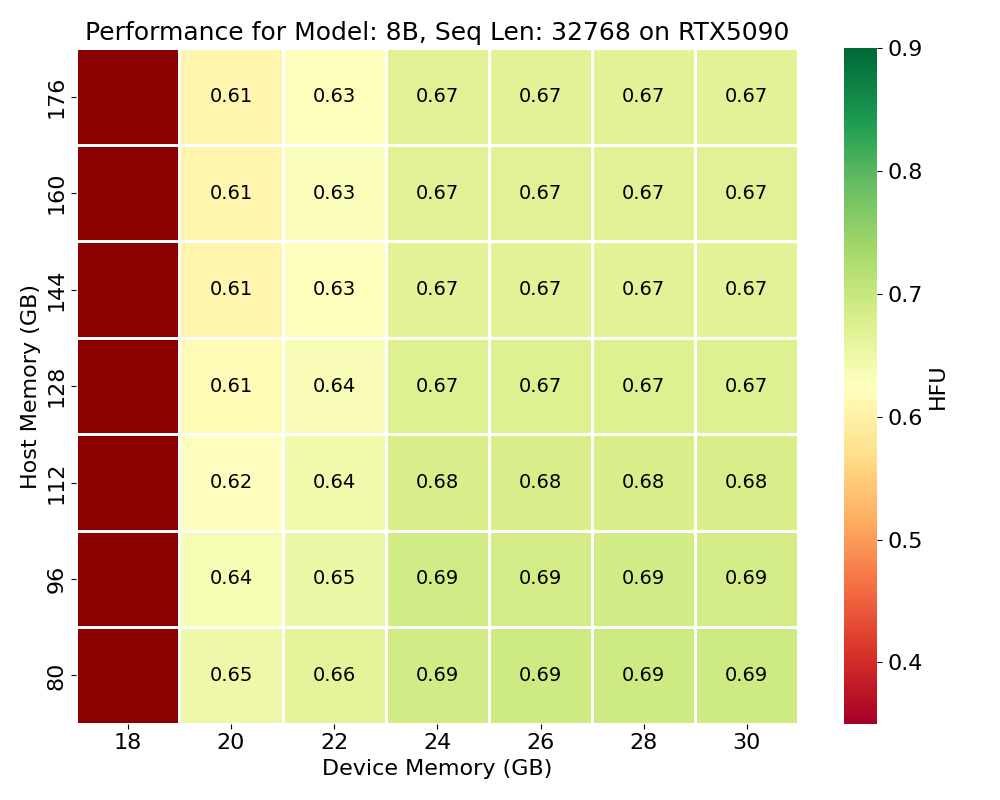 Performance for Model: 8B, Seq Len: 32768 on RTX5090
176 0.61 0.63 0.67 0.67 0.67 0.67
160 0.61 0.63 0.67 0.67 0.67 0.67
144 0.61 0.63 0.67 0.67 0.67 0.67
128 0.61 0.64 0.67 0.67 0.67 0.67
112 0.62 0.64 0.68 0.68 0.68 0.68
96 0.64 0.65 0.69 0.69 0.69 0.69
80 0.65 0.66 0.69 0.69 0.69 0.69
Host Memory (GB)
18 20 22 24 26 28 30
Device Memory (GB)
0.9
0.8
0.7
0.6
0.5
0.4
HFU